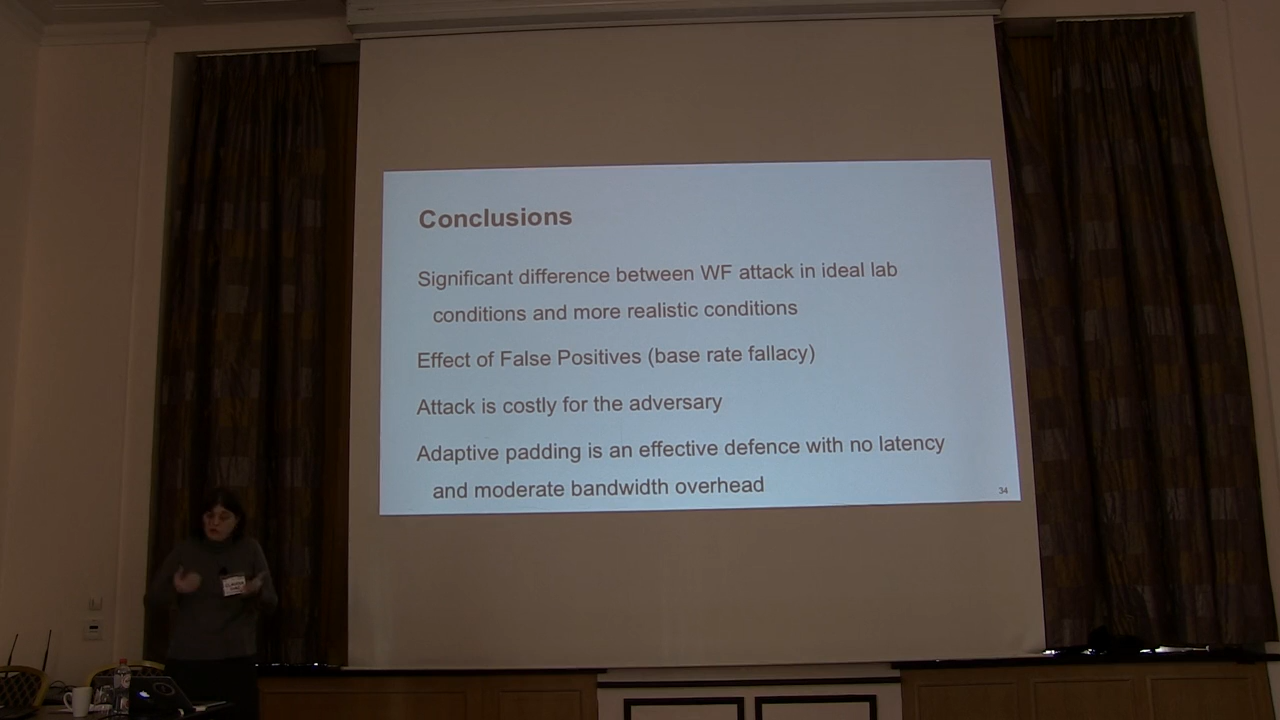 Conclusions
Significant difference between WF attack in ideal lab
conditions and more realistic conditions
Effect of False Positives (base rate fallacy)
Attack is costly for the adversary
Adaptive padding is an effective defence with no latency
and moderate bandwidth overhead
34